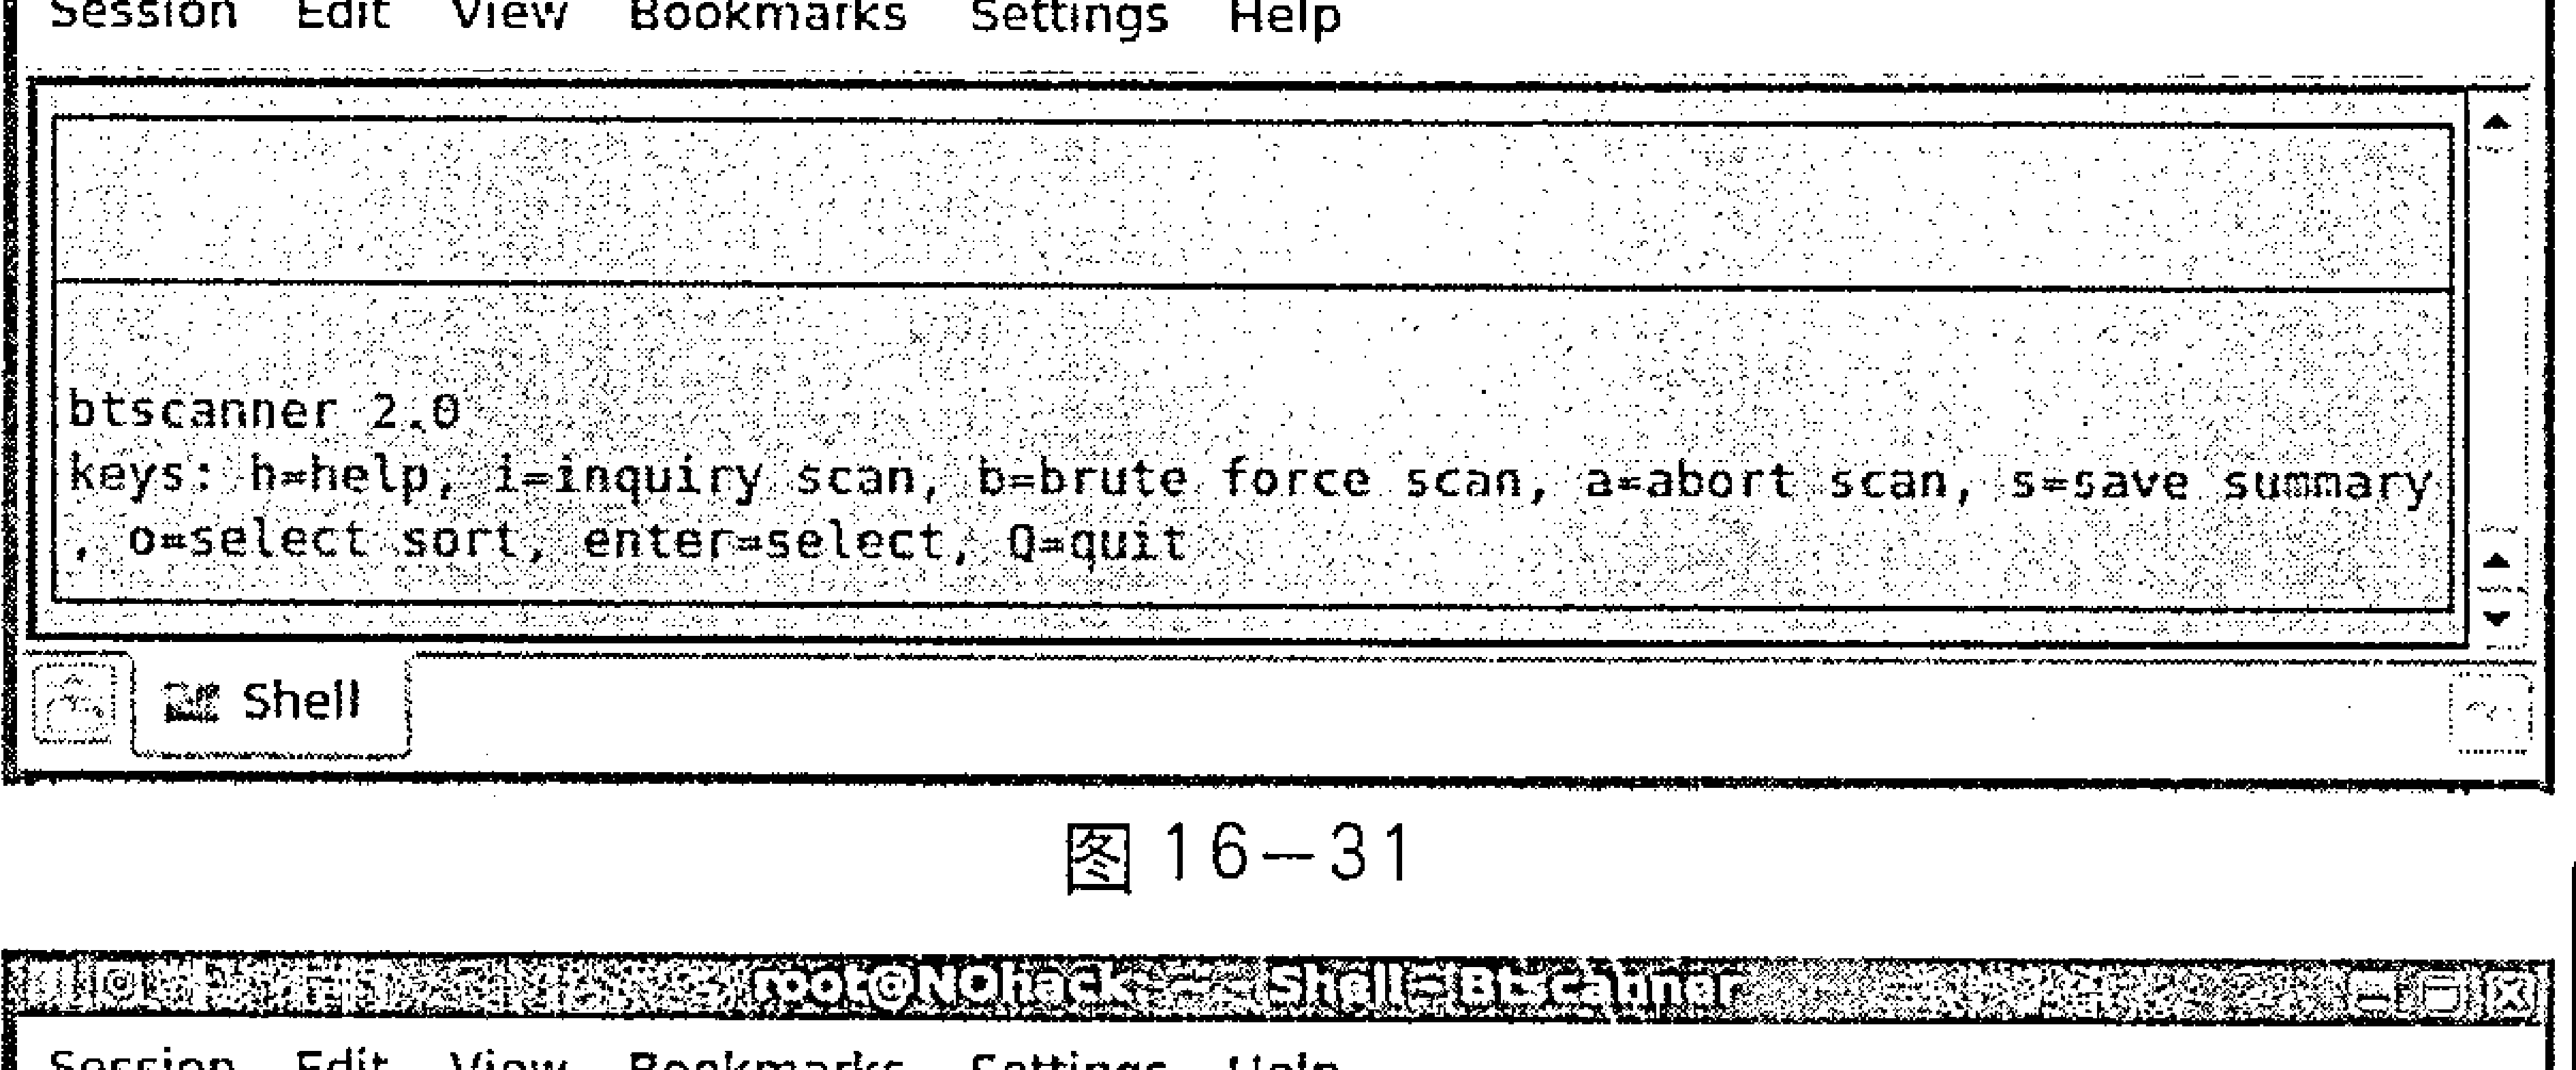 Session Edit View Bookmarks Settings Help
btscanner 2.0
keys: h=help, i=inquiry scan, b=brute force scan, a=abort scan, s=save summary
, o=select sort, enter=select, Q=quit
Shell
图 16-31
root@NOhack: ~ - Shell - Btscanner
Session Edit View Bookmarks Settings Help